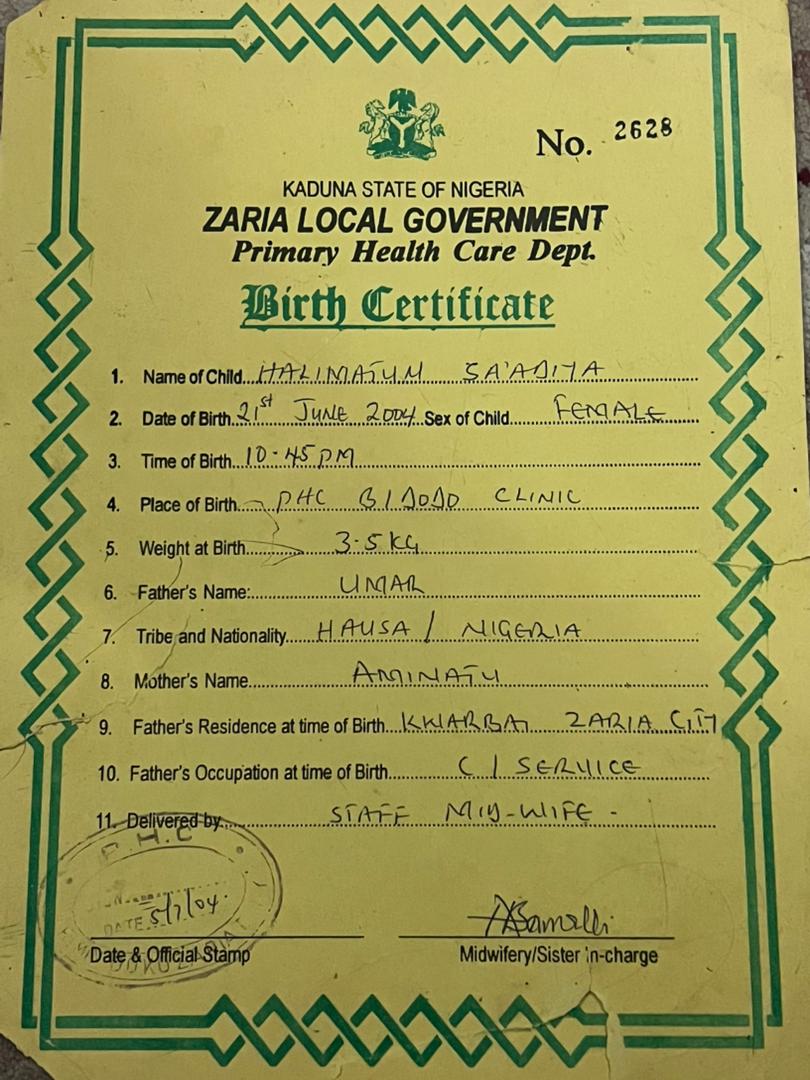 No. 2628
KADUNA STATE OF NIGERIA
ZARIA LOCAL GOVERNMENT
Primary Health Care Dept.
Birth Certificate
1. Name of Child...HALIMATUM SA'ADIYA
2. Date of Birth 21st JUNE 2004 Sex of Child... FEMALE
3. Time of Birth...10-45PM
4. Place of Birth... PHC BIDODO CLINIC
5. Weight at Birth... 3.5KG
6. Father's Name:... UMAR
7. Tribe and Nationality... HAUSA / NIGERIA
8. Mother's Name... AMINATU
9. Father's Residence at time of Birth... KWARBAI ZARIA CITY
10. Father's Occupation at time of Birth... C/SERVICE
11. Delivered by... STAFF MID-WIFE -
P.H.C
DATE 5/7/04.
Date & Official Stamp
Midwifery/Sister in-charge